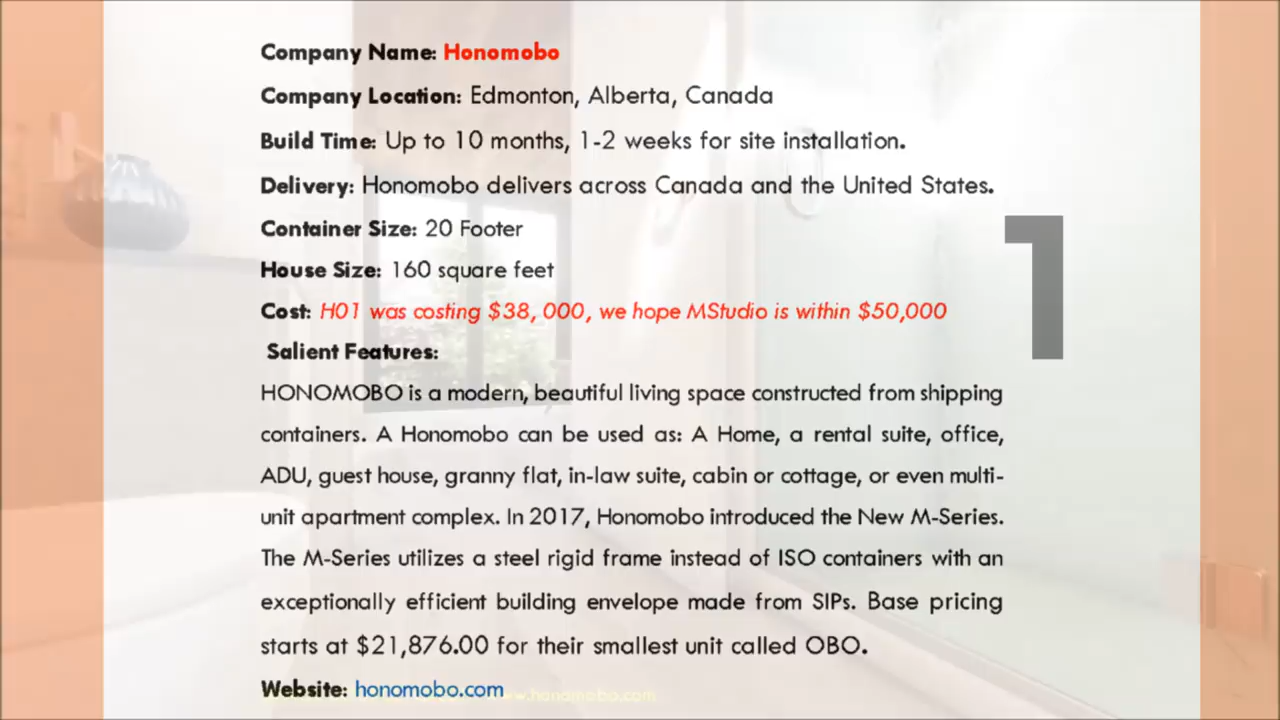 Company Name: Honomobo
Company Location: Edmonton, Alberta, Canada
Build Time: Up to 10 months, 1-2 weeks for site installation.
Delivery: Honomobo delivers across Canada and the United States.
Container Size: 20 Footer
House Size: 160 square feet
1
Cost: H01 was costing $38, 000, we hope MStudio is within $50,000
Salient Features:
HONOMOBO is a modern, beautiful living space constructed from shipping
containers. A Honomobo can be used as: A Home, a rental suite, office,
ADU, guest house, granny flat, in-law suite, cabin or cottage, or even multi-
unit apartment complex. In 2017, Honomobo introduced the New M-Series.
The M-Series utilizes a steel rigid frame instead of ISO containers with an
exceptionally efficient building envelope made from SIPs. Base pricing
starts at $21,876.00 for their smallest unit called OBO.
Website: honomobo.com
www.honomobo.com